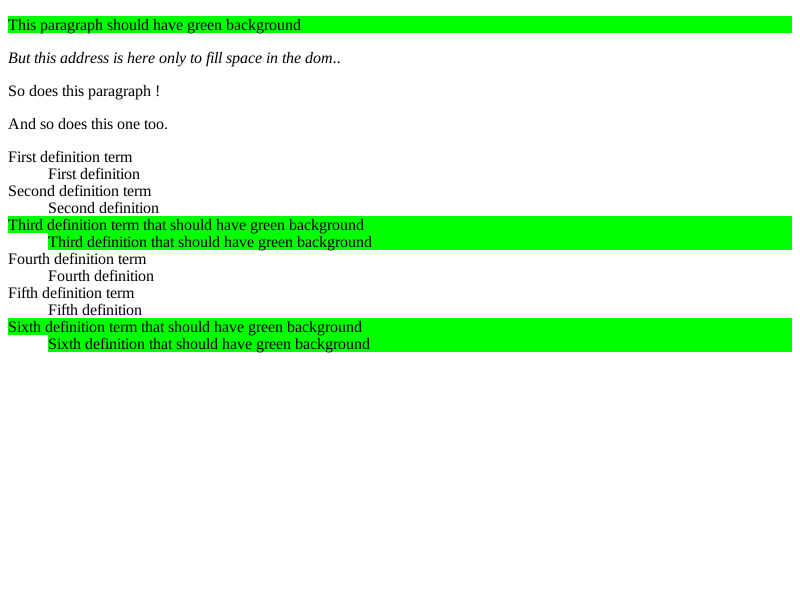 This paragraph should have green background
But this address is here only to fill space in the dom..
So does this paragraph !
And so does this one too.
First definition term
First definition
Second definition term
Second definition
Third definition term that should have green background
Third definition that should have green background
Fourth definition term
Fourth definition
Fifth definition term
Fifth definition
Sixth definition term that should have green background
Sixth definition that should have green background